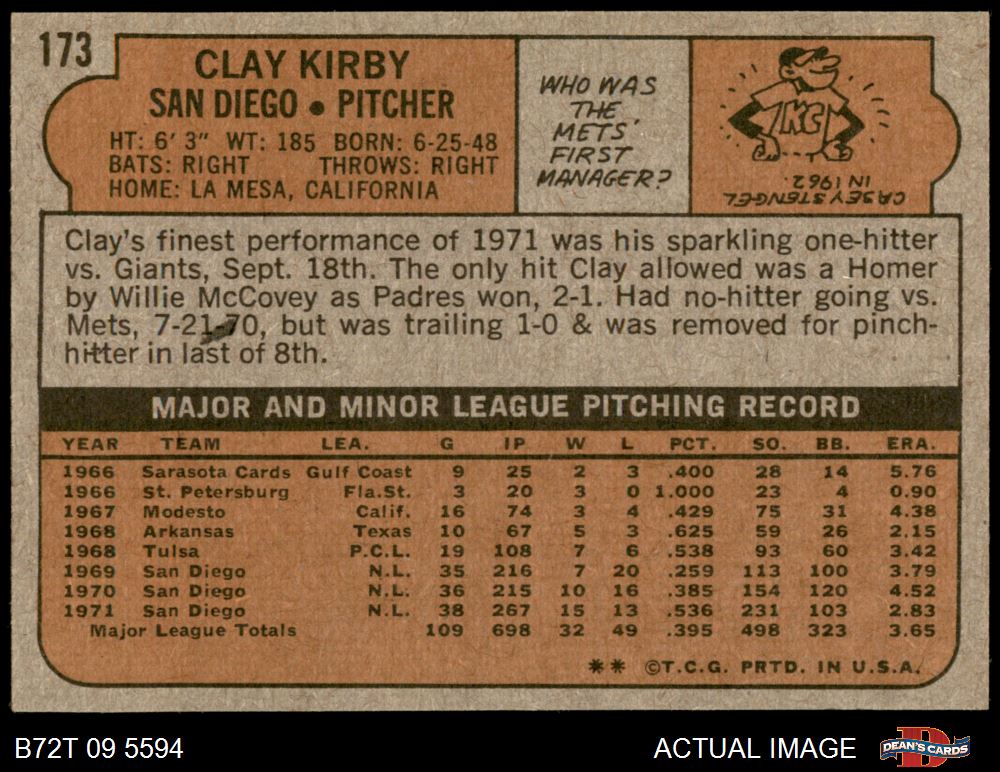 173
CLAY KIRBY
SAN DIEGO • PITCHER
HT: 6' 3" WT: 185 BORN: 6-25-48
BATS: RIGHT THROWS: RIGHT
HOME: LA MESA, CALIFORNIA
WHO WAS
THE
METS'
FIRST
MANAGER?
KC
CASEY STENGEL
IN 1962.
Clay's finest performance of 1971 was his sparkling one-hitter
vs. Giants, Sept. 18th. The only hit Clay allowed was a Homer
by Willie McCovey as Padres won, 2-1. Had no-hitter going vs.
Mets, 7-21-70, but was trailing 1-0 & was removed for pinch-
hitter in last of 8th.
MAJOR AND MINOR LEAGUE PITCHING RECORD
YEAR TEAM LEA. G IP W L PCT. SO. BB. ERA.
1966 Sarasota Cards Gulf Coast 9 25 2 3 .400 28 14 5.76
1966 St. Petersburg Fla.St. 3 20 3 0 1.000 23 4 0.90
1967 Modesto Calif. 16 74 3 4 .429 75 31 4.38
1968 Arkansas Texas 10 67 5 3 .625 59 26 2.15
1968 Tulsa P.C.L. 19 108 7 6 .538 93 60 3.42
1969 San Diego N.L. 35 216 7 20 .259 113 100 3.79
1970 San Diego N.L. 36 215 10 16 .385 154 120 4.52
1971 San Diego N.L. 38 267 15 13 .536 231 103 2.83
Major League Totals 109 698 32 49 .395 498 323 3.65
** ©T.C.G. PRTD. IN U.S.A.
B72T 09 5594
ACTUAL IMAGE
DEAN'S CARDS